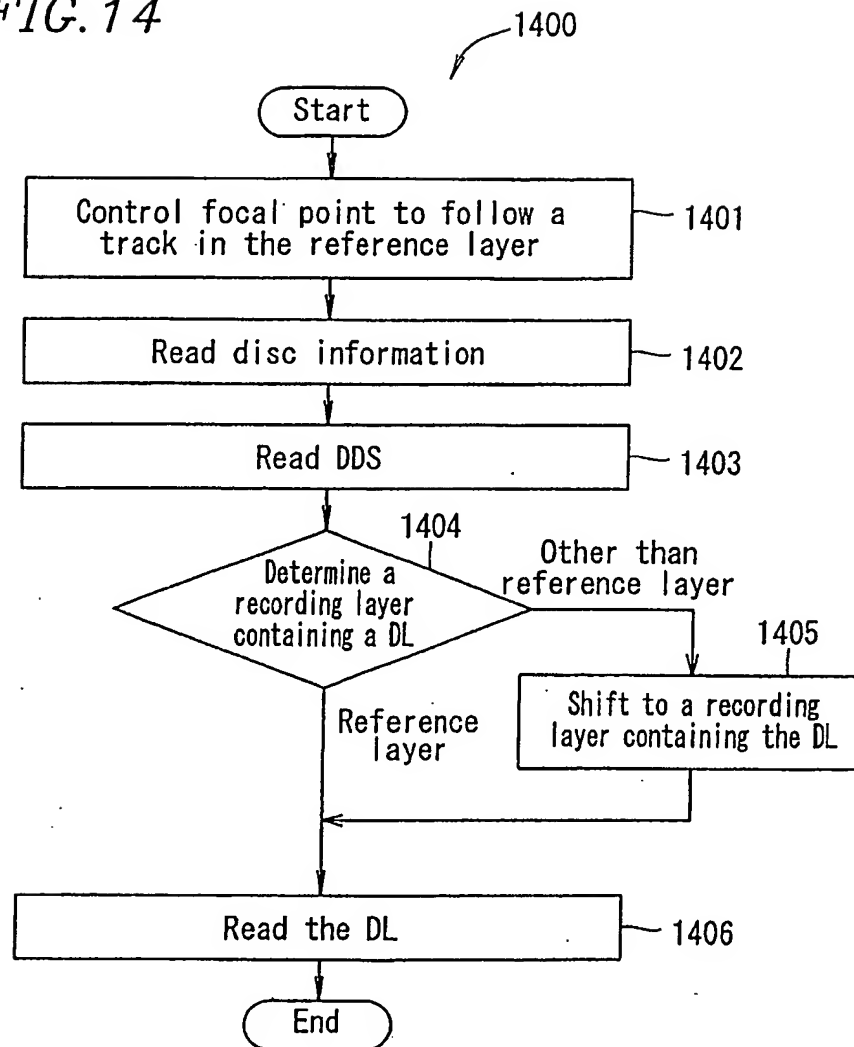 FIG. 14
1400
Start
Control focal point to follow a
track in the reference layer
1401
Read disc information
1402
Read DDS
1403
1404
Determine a
recording layer
containing a DL
Other than
reference layer
1405
Shift to a recording
layer containing the DL
Reference
layer
Read the DL
1406
End